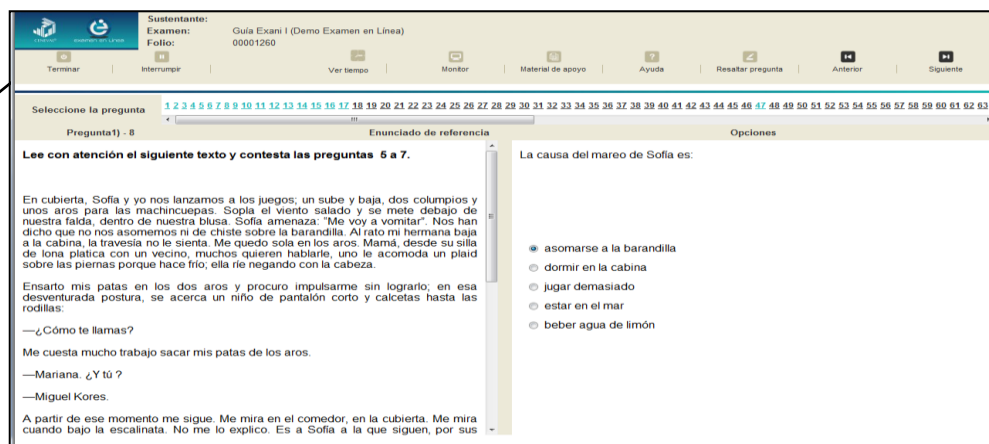 Sustentante:
Examen: Guía Exani I (Demo Examen en Línea)
Folio: 00001260
Terminar Interrumpir Ver tiempo Monitor Material de apoyo Ayuda Resaltar pregunta Anterior Siguiente
Seleccione la pregunta 1 2 3 4 5 6 7 8 9 10 11 12 13 14 15 16 17 18 19 20 21 22 23 24 25 26 27 28 29 30 31 32 33 34 35 36 37 38 39 40 41 42 43 44 45 46 47 48 49 50 51 52 53 54 55 56 57 58 59 60 61 62 63
Pregunta1) - 8 Enunciado de referencia Opciones
Lee con atención el siguiente texto y contesta las preguntas 5 a 7.
En cubierta, Sofía y yo nos lanzamos a los juegos; un sube y baja, dos columpios y
unos aros para las machincuepas. Sopla el viento salado y se mete debajo de
nuestra falda, dentro de nuestra blusa. Sofía amenaza: "Me voy a vomitar". Nos han
dicho que no nos asomemos ni de chiste sobre la barandilla. Al rato mi hermana baja
a la cabina, la travesía no le sienta. Me quedo sola en los aros. Mamá, desde su silla
de lona platica con un vecino, muchos quieren hablarle, uno le acomoda un plaid
sobre las piernas porque hace frío; ella ríe negando con la cabeza.
Ensarto mis patas en los dos aros y procuro impulsarme sin lograrlo; en esa
desventurada postura, se acerca un niño de pantalón corto y calcetas hasta las
rodillas:
—¿Cómo te llamas?
Me cuesta mucho trabajo sacar mis patas de los aros.
—Mariana. ¿Y tú ?
—Miguel Kores.
A partir de ese momento me sigue. Me mira en el comedor, en la cubierta. Me mira
cuando bajo la escalinata. No me lo explico. Es a Sofía a la que siguen, por sus
La causa del mareo de Sofía es:
asomarse a la barandilla
dormir en la cabina
jugar demasiado
estar en el mar
beber agua de limón